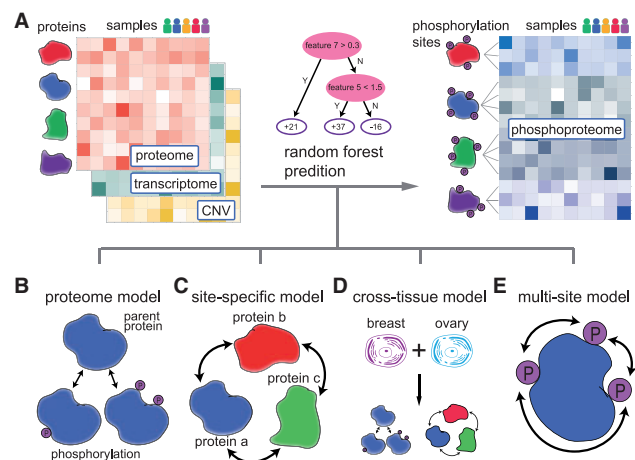 A
proteins
samples
proteome
transcriptome
CNV
feature 7 > 0.3
Y
N
feature 5 < 1.5
Y
N
+21
+37
-16
random forest
predition
phosphorylation
sites
samples
P
P
P
P
P
P
P
P
P
P
phosphoproteome
B
proteome model
parent
protein
P
P
P
phosphorylation
C
site-specific model
protein b
protein c
protein a
D
cross-tissue model
breast
ovary
+
E
multi-site model
P
P
P